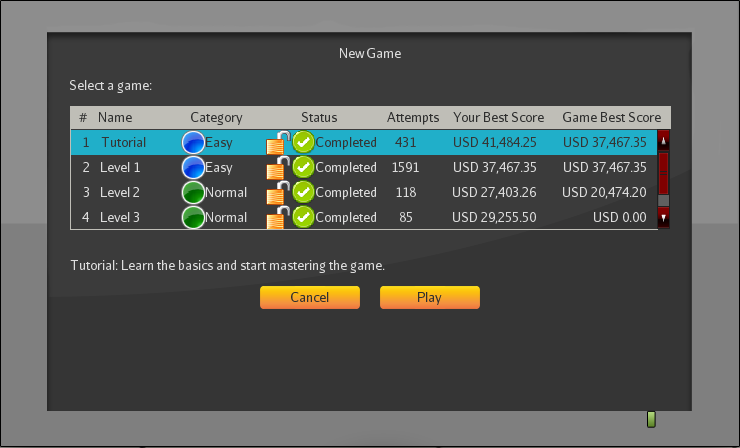 New Game
Select a game:
# Name Category Status Attempts Your Best Score Game Best Score
1 Tutorial Easy Completed 431 USD 41,484.25 USD 37,467.35
2 Level 1 Easy Completed 1591 USD 37,467.35 USD 37,467.35
3 Level 2 Normal Completed 118 USD 27,403.26 USD 20,474.20
4 Level 3 Normal Completed 85 USD 29,255.50 USD 0.00
Tutorial: Learn the basics and start mastering the game.
Cancel Play